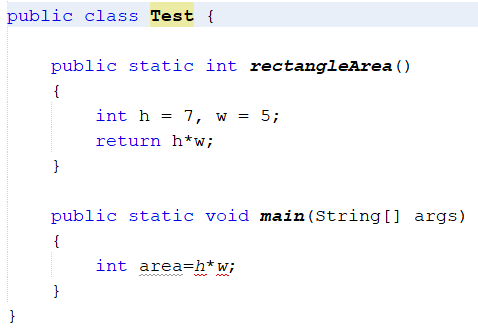 public class Test {
public static int rectangleArea()
{
int h = 7, w = 5;
return h*w;
}
public static void main(String[] args)
{
int area=h*w;
}
}